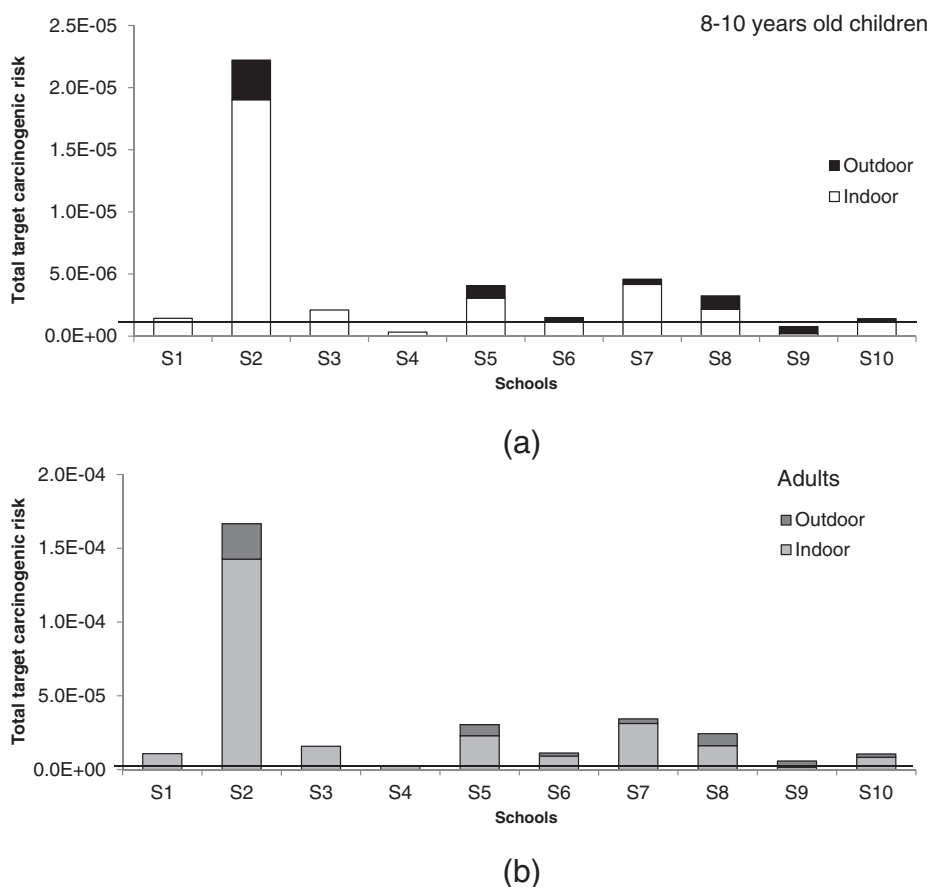 8-10 years old children
Total target carcinogenic risk
2.5E-05
2.0E-05
1.5E-05
1.0E-05
5.0E-06
0.0E+00
Outdoor
Indoor
S1 S2 S3 S4 S5 S6 S7 S8 S9 S10
Schools
(a)
Adults
Total target carcinogenic risk
2.0E-04
1.5E-04
1.0E-04
5.0E-05
0.0E+00
Outdoor
Indoor
S1 S2 S3 S4 S5 S6 S7 S8 S9 S10
Schools
(b)